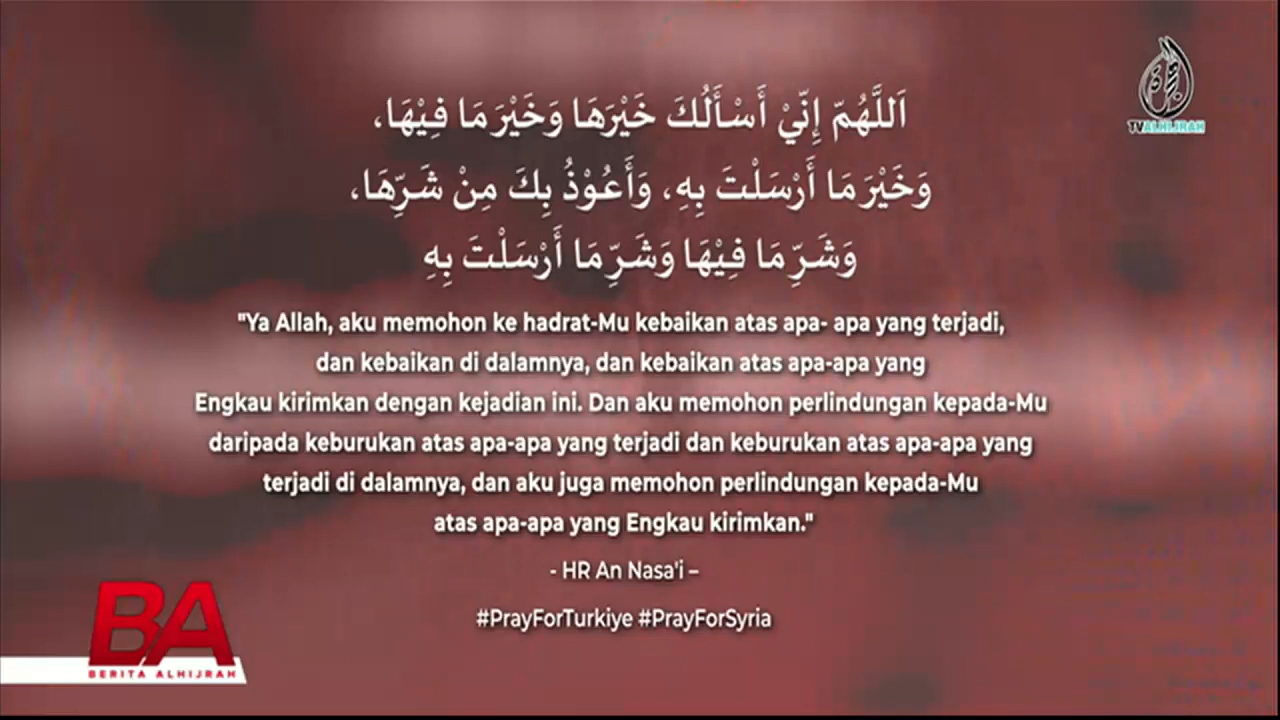 اَللَّهُمّ إِنِّيْ أَسْأَلُكَ خَيْرَهَا وَخَيْرَ مَا فِيْهَا،
وَخَيْرَ مَا أَرْسَلْتَ بِهِ، وَأَعُوْذُ بِكَ مِنْ شَرِّهَا،
وَشَرِّ مَا فِيْهَا وَشَرِّ مَا أَرْسَلْتَ بِهِ
"Ya Allah, aku memohon ke hadrat-Mu kebaikan atas apa- apa yang terjadi,
dan kebaikan di dalamnya, dan kebaikan atas apa-apa yang
Engkau kirimkan dengan kejadian ini. Dan aku memohon perlindungan kepada-Mu
daripada keburukan atas apa-apa yang terjadi dan keburukan atas apa-apa yang
terjadi di dalamnya, dan aku juga memohon perlindungan kepada-Mu
atas apa-apa yang Engkau kirimkan."
- HR An Nasa'i –
#PrayForTurkiye #PrayForSyria
الهجرة
TVALHIJRAH
BA
BERITA ALHIJRAH